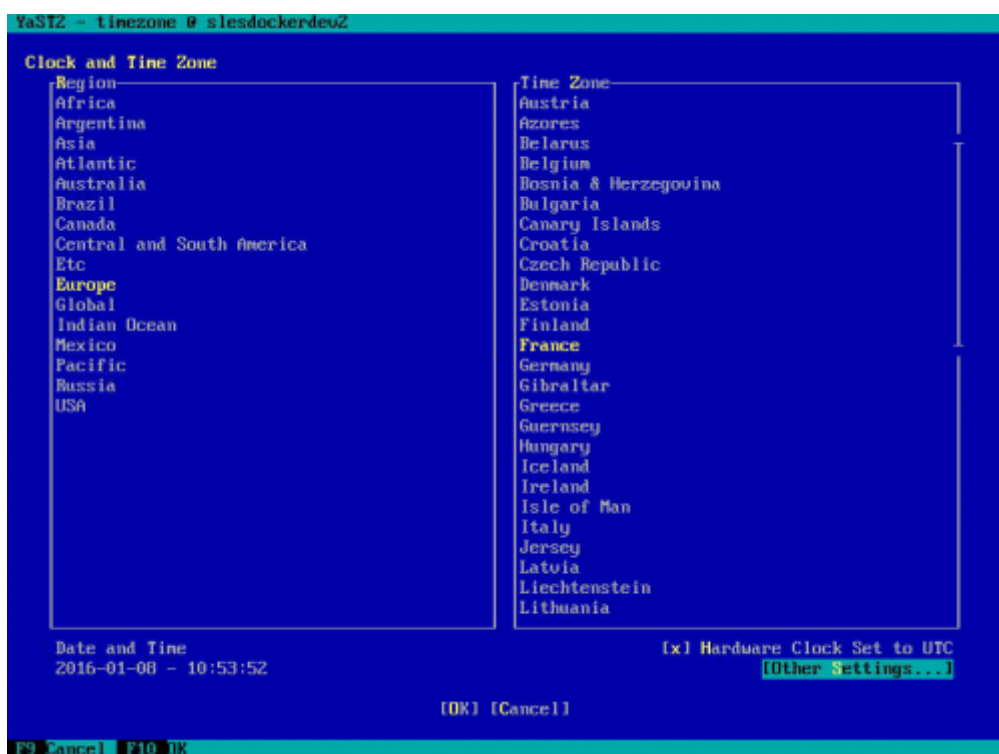 YaST2 - timezone @ slesdockerdev2
Clock and Time Zone
Region
Africa
Argentina
Asia
Atlantic
Australia
Brazil
Canada
Central and South America
Etc
Europe
Global
Indian Ocean
Mexico
Pacific
Russia
USA
Time Zone
Austria
Azores
Belarus
Belgium
Bosnia & Herzegovina
Bulgaria
Canary Islands
Croatia
Czech Republic
Denmark
Estonia
Finland
France
Germany
Gibraltar
Greece
Guernsey
Hungary
Iceland
Ireland
Isle of Man
Italy
Jersey
Latvia
Liechtenstein
Lithuania
Date and Time
2016-01-08 - 10:53:52
[x] Hardware Clock Set to UTC
[Other Settings...]
[OK] [Cancel]
F9 Cancel F10 OK